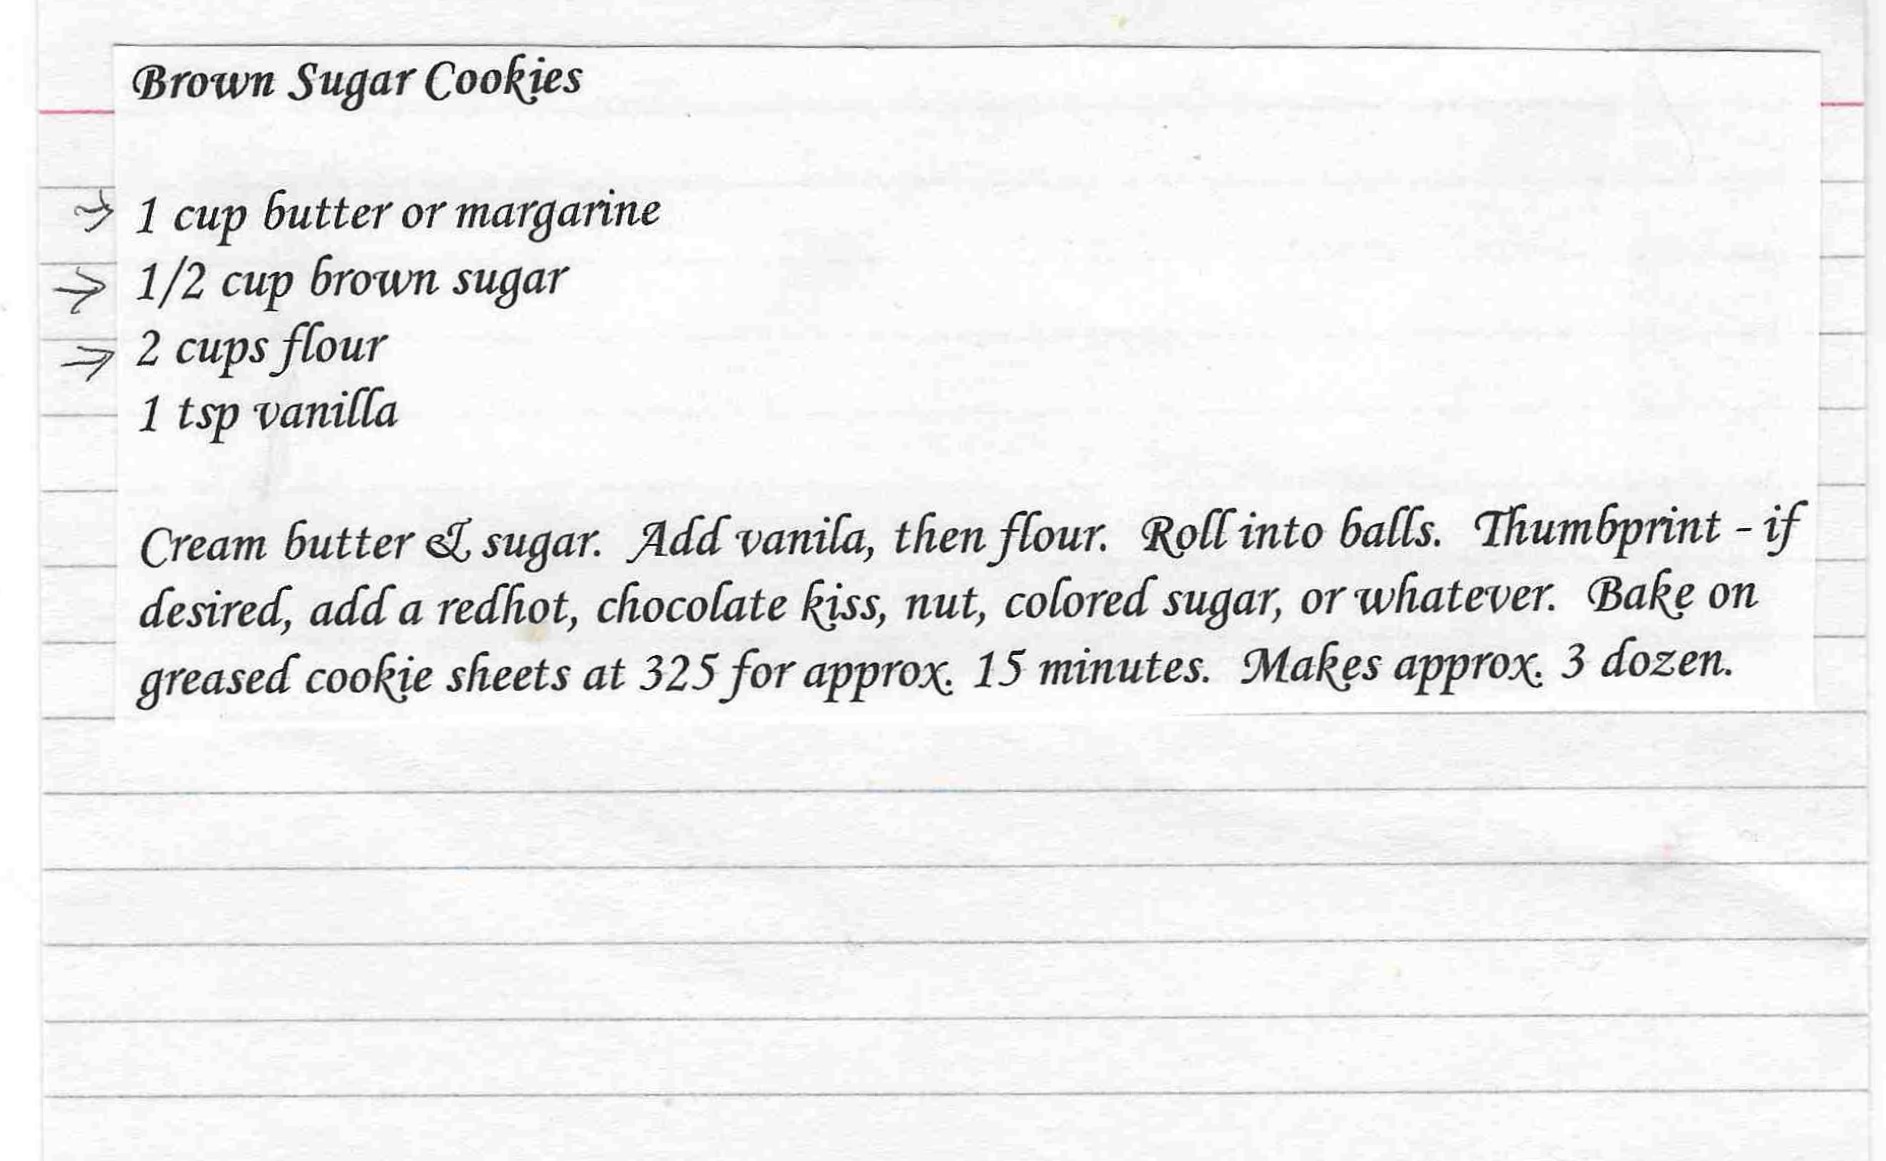 Brown Sugar Cookies
1 cup butter or margarine
1/2 cup brown sugar
2 cups flour
1 tsp vanilla
Cream butter & sugar. Add vanila, then flour. Roll into balls. Thumbprint - if
desired, add a redhot, chocolate kiss, nut, colored sugar, or whatever. Bake on
greased cookie sheets at 325 for approx. 15 minutes. Makes approx. 3 dozen.